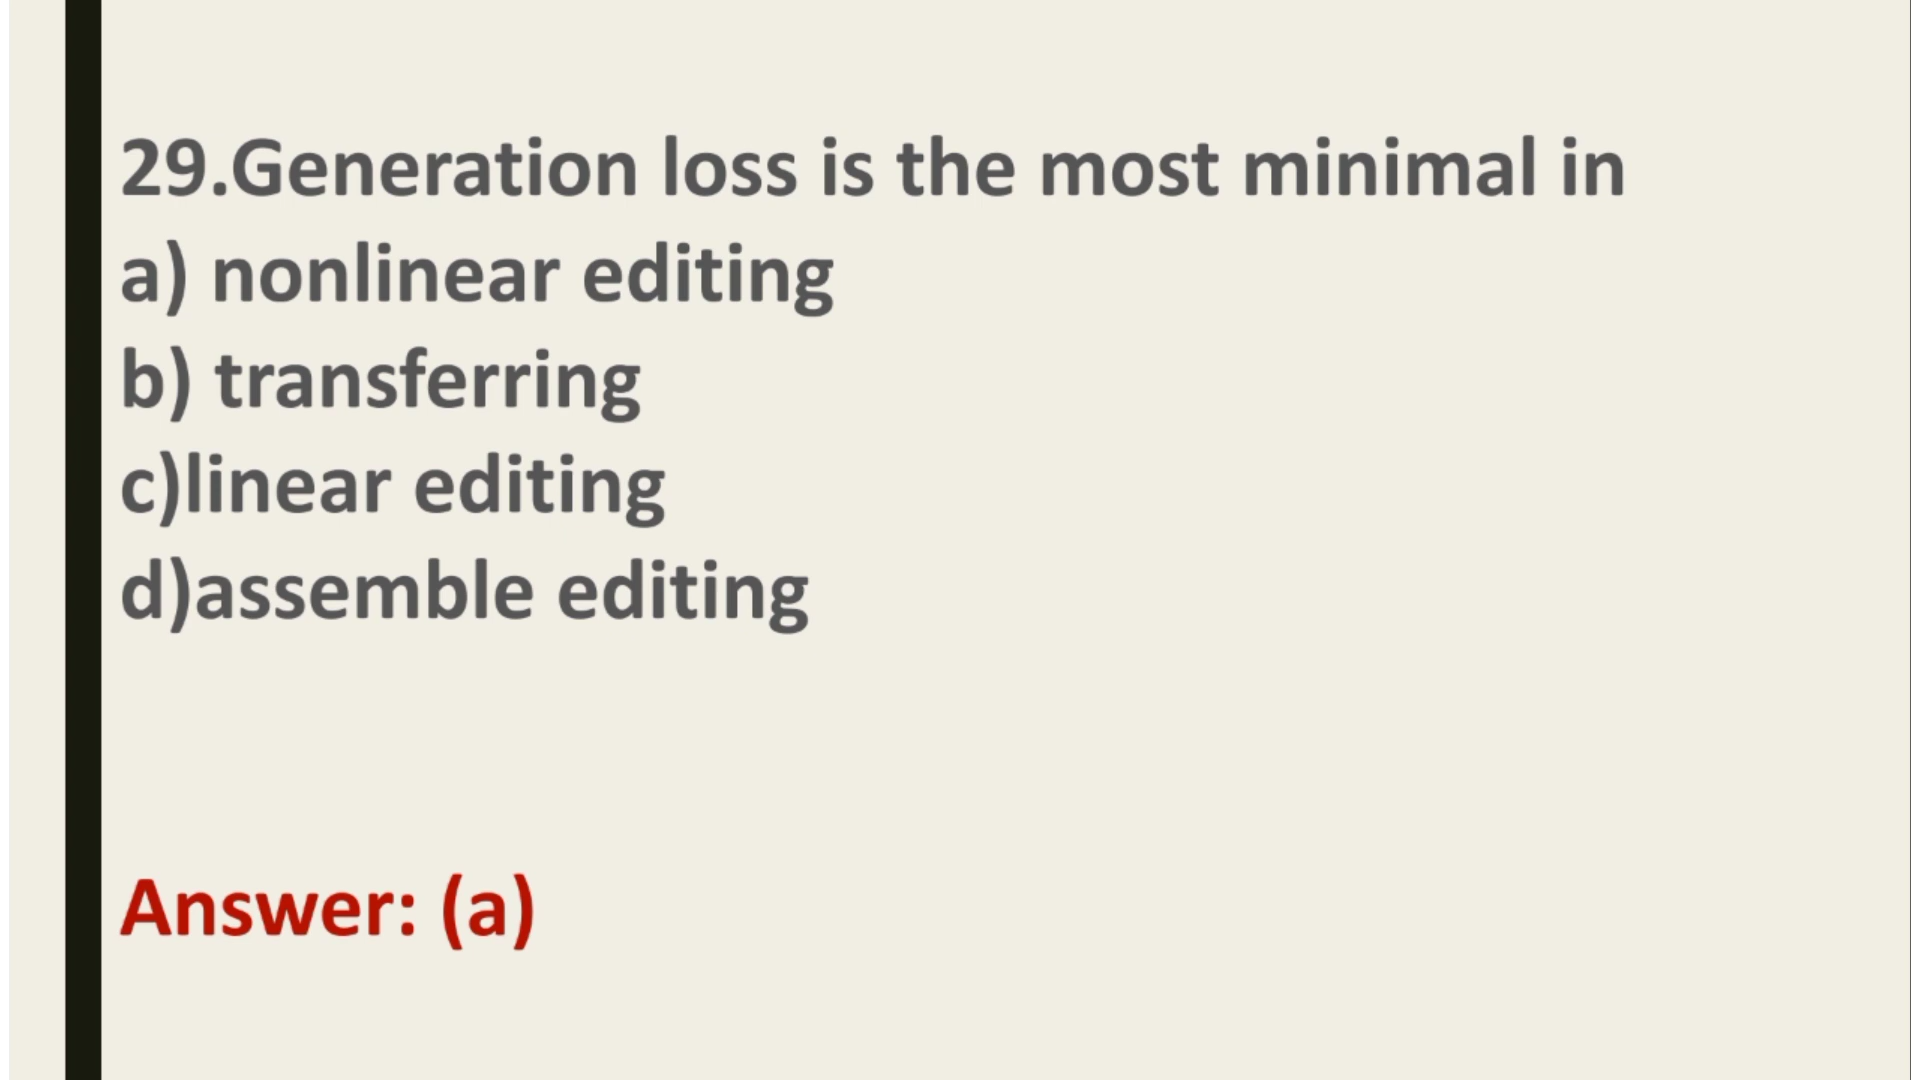 29.Generation loss is the most minimal in
a) nonlinear editing
b) transferring
c)linear editing
d)assemble editing
Answer: (a)